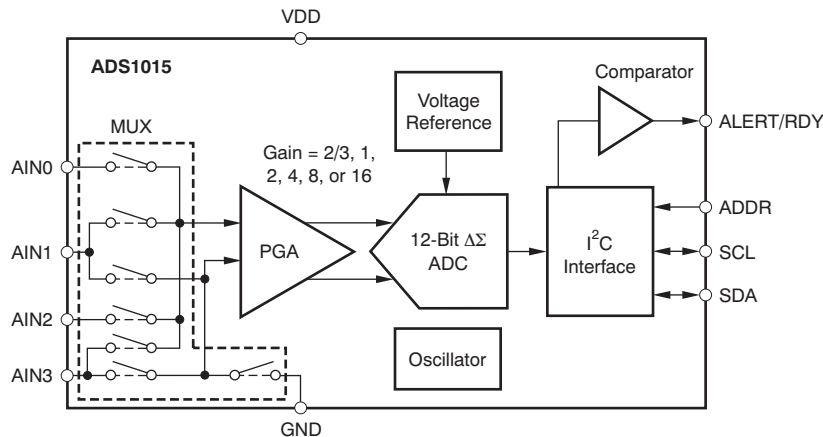 VDD
ADS1015
Comparator
MUX
Voltage
Reference
ALERT/RDY
Gain = 2/3, 1,
2, 4, 8, or 16
AIN0
ADDR
AIN1
PGA
12-Bit ΔΣ
ADC
I²C
Interface
SCL
SDA
AIN2
Oscillator
AIN3
GND